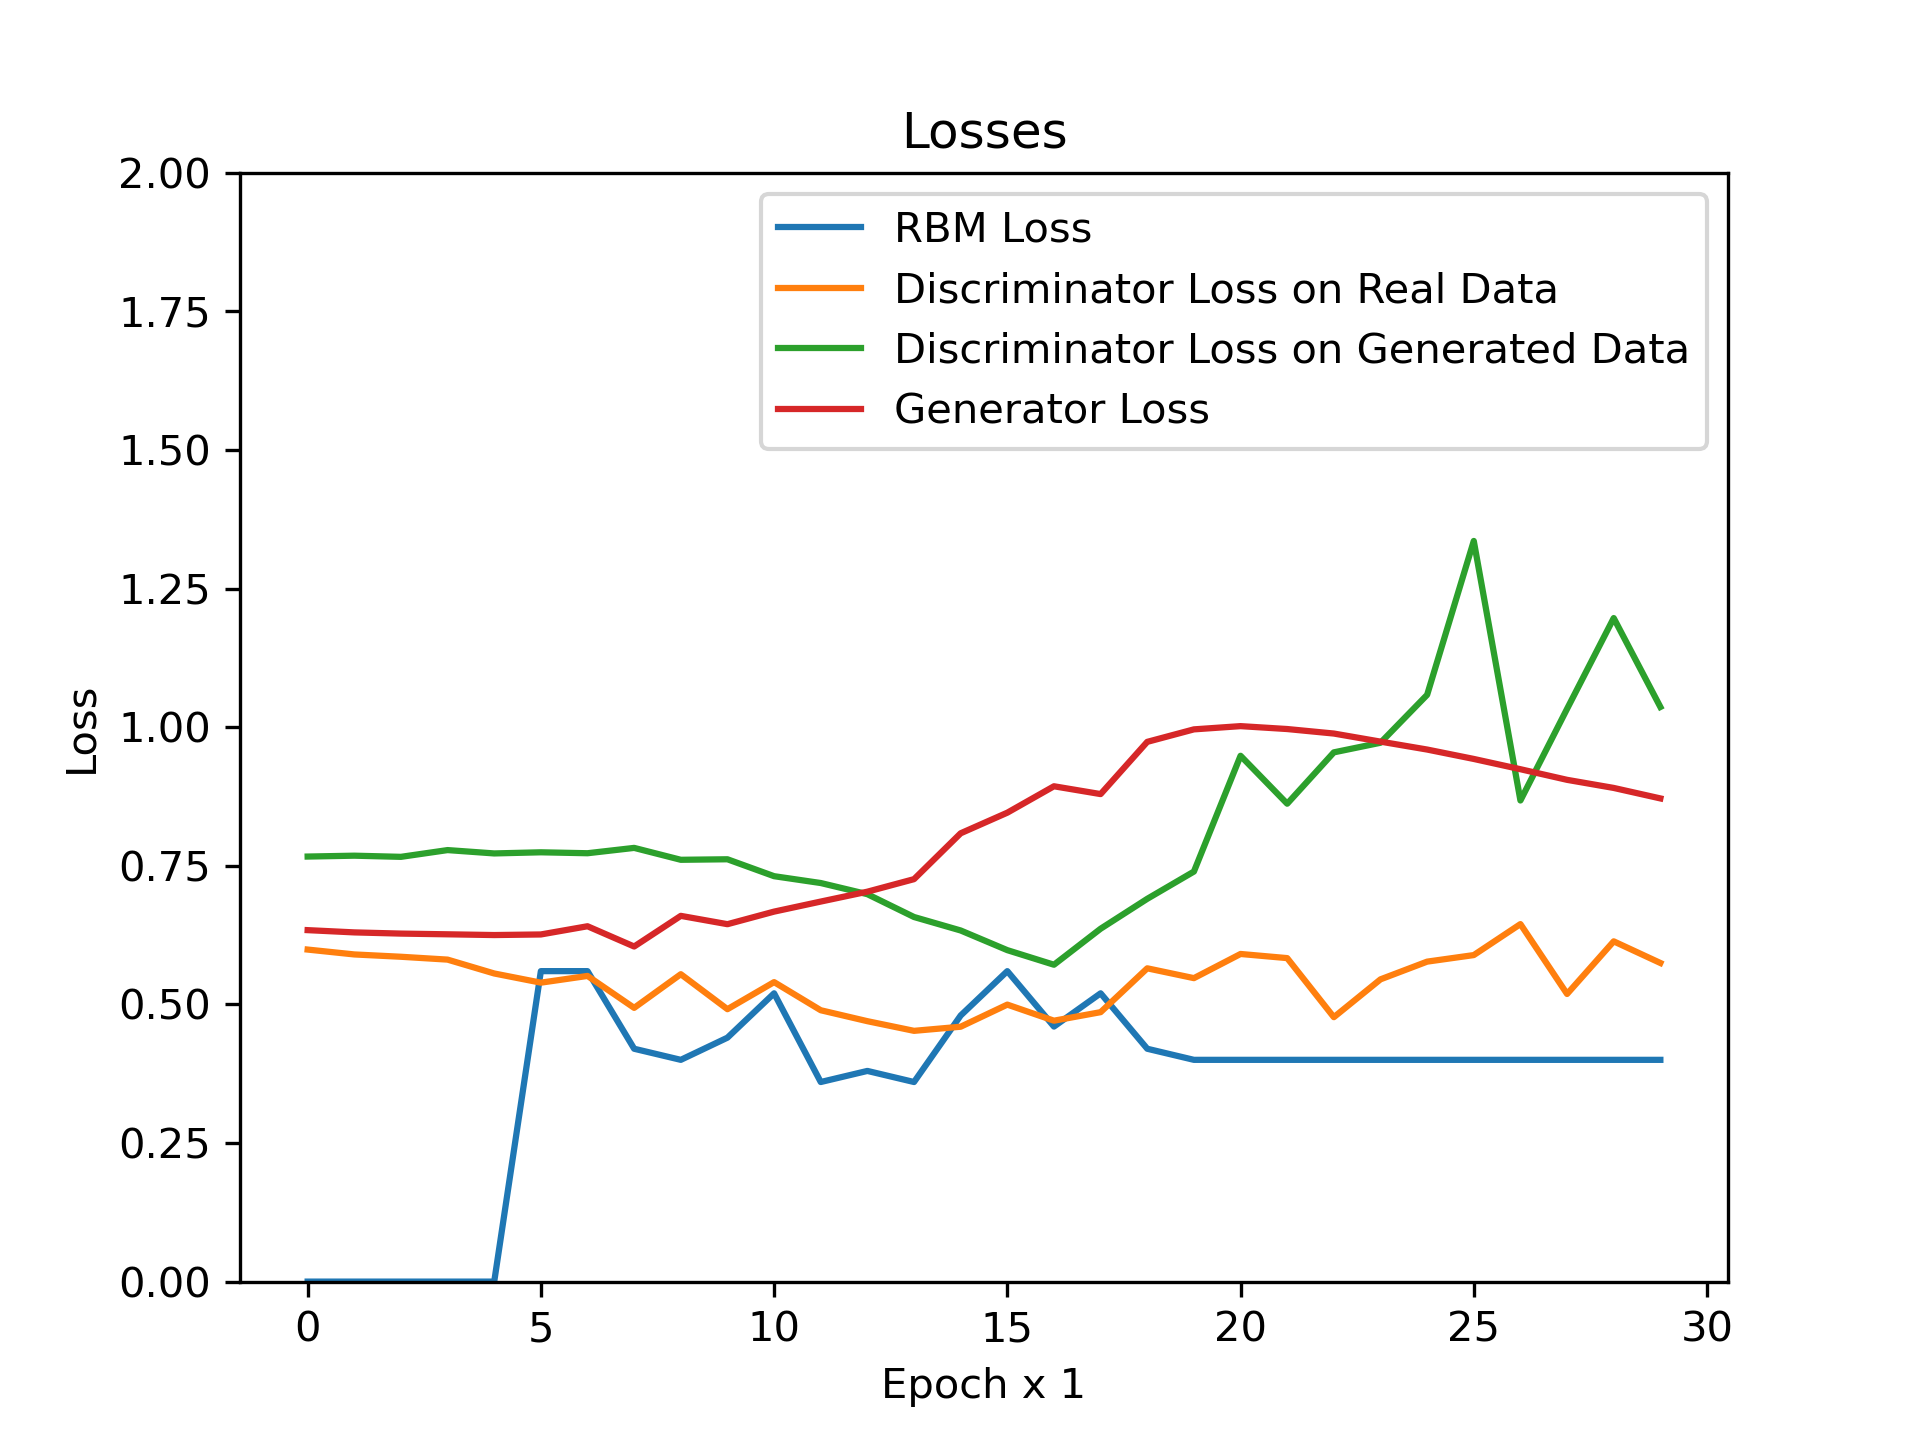 Losses
2.00
1.75
1.50
1.25
1.00
0.75
0.50
0.25
0.00
Loss
RBM Loss
Discriminator Loss on Real Data
Discriminator Loss on Generated Data
Generator Loss
0 5 10 15 20 25 30
Epoch x 1